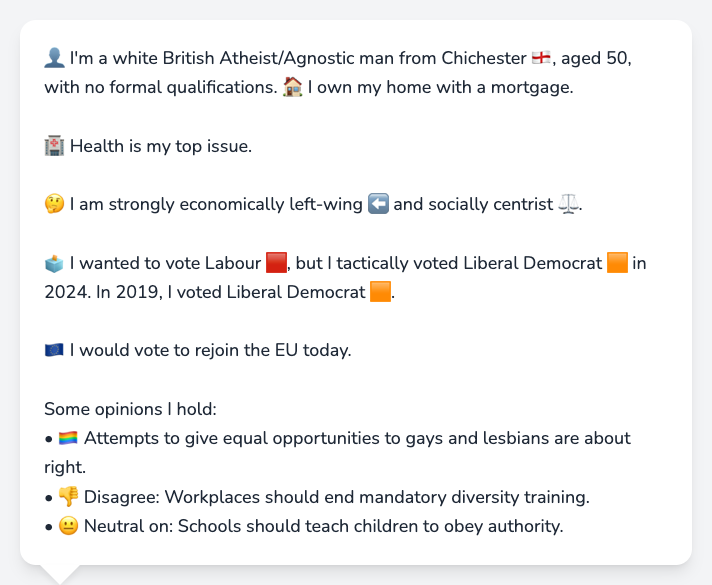 👤 I'm a white British Atheist/Agnostic man from Chichester 🏴󠁧󠁢󠁥󠁮󠁧󠁿, aged 50,
with no formal qualifications. 🏠 I own my home with a mortgage.
🏥 Health is my top issue.
🤔 I am strongly economically left-wing ⬅️ and socially centrist ⚖️.
🗳️ I wanted to vote Labour 🟥, but I tactically voted Liberal Democrat 🟧 in
2024. In 2019, I voted Liberal Democrat 🟧.
🇪🇺 I would vote to rejoin the EU today.
Some opinions I hold:
• 🏳️‍🌈 Attempts to give equal opportunities to gays and lesbians are about
right.
• 👎 Disagree: Workplaces should end mandatory diversity training.
• 😐 Neutral on: Schools should teach children to obey authority.